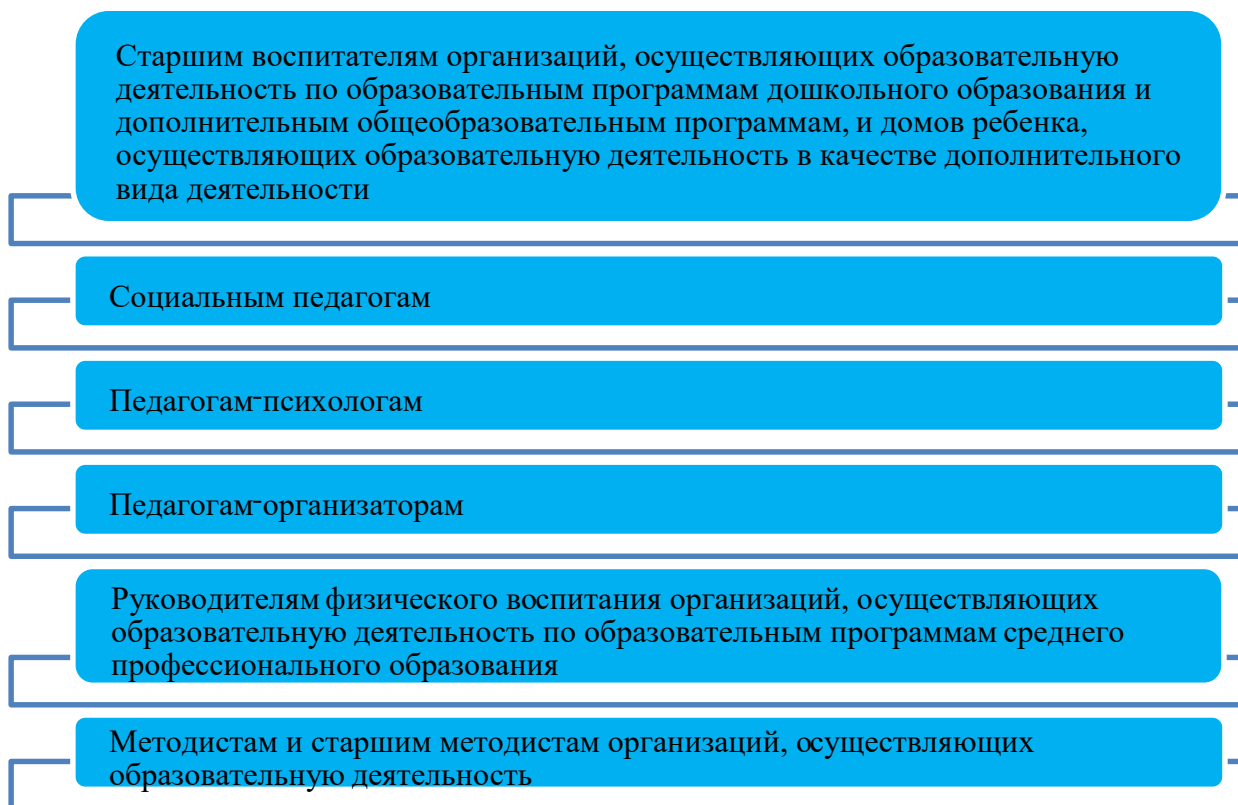 Старшим воспитателям организаций, осуществляющих образовательную
деятельность по образовательным программам дошкольного образования и
дополнительным общеобразовательным программам, и домов ребенка,
осуществляющих образовательную деятельность в качестве дополнительного
вида деятельности
Социальным педагогам
Педагогам-психологам
Педагогам-организаторам
Руководителям физического воспитания организаций, осуществляющих
образовательную деятельность по образовательным программам среднего
профессионального образования
Методистам и старшим методистам организаций, осуществляющих
образовательную деятельность